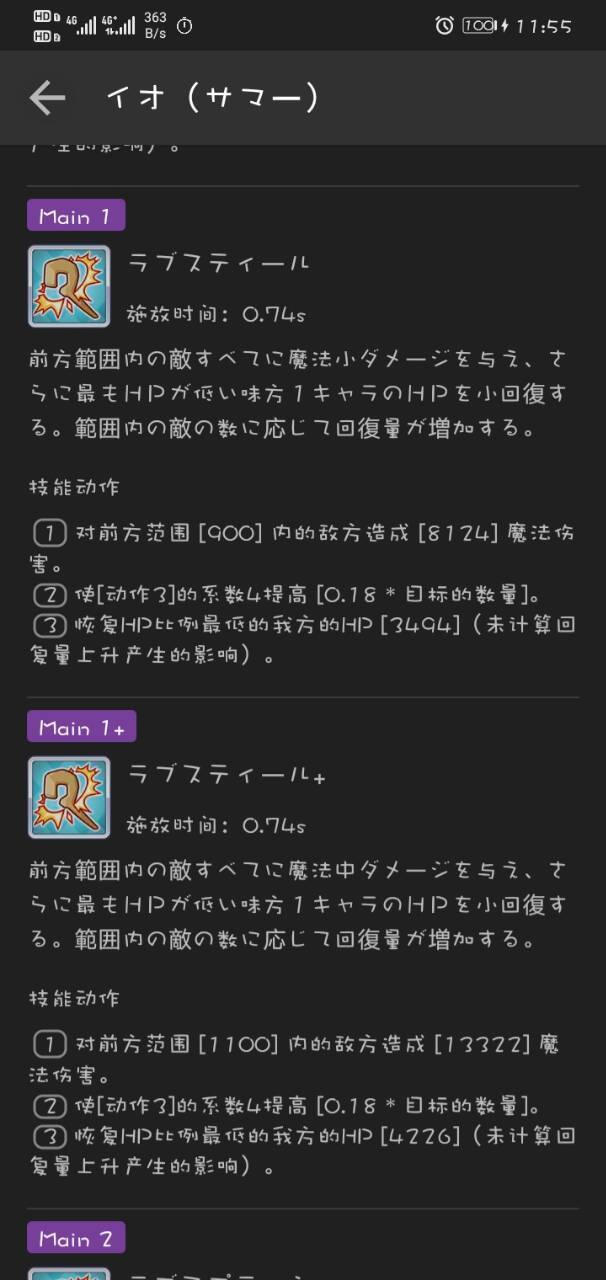 HD 1 4G 4G+ 363
HD 2 B/s 100 11:55
イオ（サマー）
产生的影响）。
Main 1
ラブスティール
施放时间: 0.74s
前方範囲内の敵すべてに魔法小ダメージを与え、さ
らに最もHPが低い味方1キャラのHPを小回復す
る。範囲内の敵の数に応じて回復量が増加する。
技能动作
1 对前方范围 [900] 内的敌方造成 [8124] 魔法伤
害。
2 使[动作3]的系数4提高 [0.18 * 目标的数量]。
3 恢复HP比例最低的我方的HP [3494]（未计算回
复量上升产生的影响）。
Main 1+
ラブスティール+
施放时间: 0.74s
前方範囲内の敵すべてに魔法中ダメージを与え、さ
らに最もHPが低い味方1キャラのHPを小回復す
る。範囲内の敵の数に応じて回復量が増加する。
技能动作
1 对前方范围 [1100] 内的敌方造成 [13322] 魔
法伤害。
2 使[动作3]的系数4提高 [0.18 * 目标的数量]。
3 恢复HP比例最低的我方的HP [4226]（未计算回
复量上升产生的影响）。
Main 2